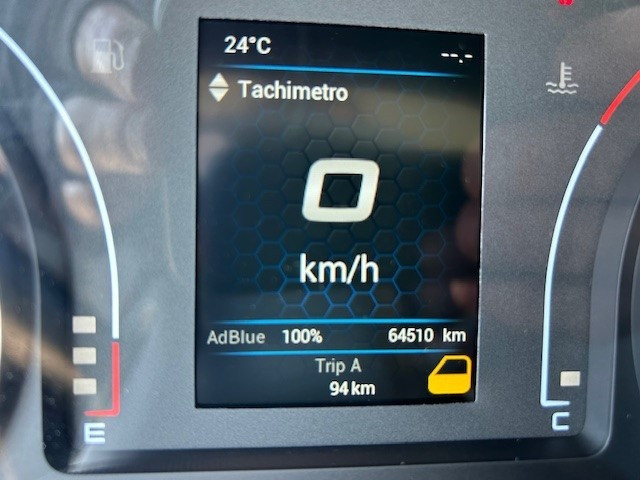 24°C --.-
Tachimetro
0
km/h
AdBlue 100% 64510 km
Trip A
94 km
E C